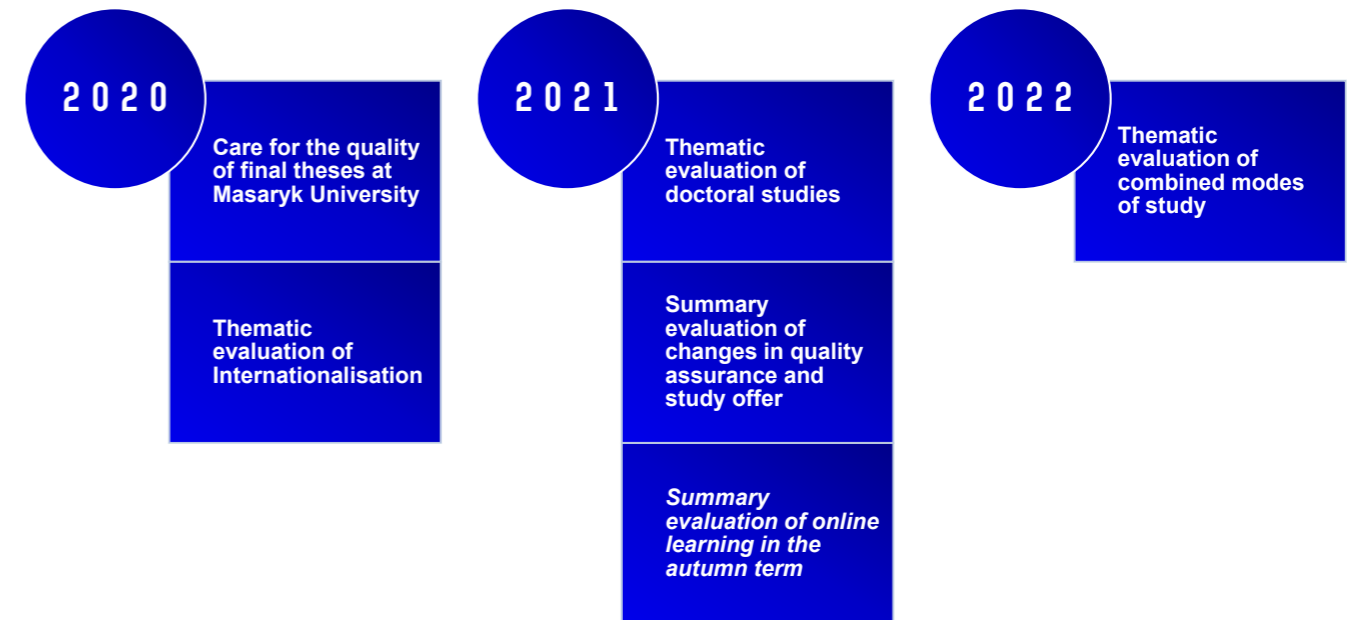 2020
Care for the quality
of final theses at
Masaryk University
Thematic
evaluation of
Internationalisation
2021
Thematic
evaluation of
doctoral studies
Summary
evaluation of
changes in quality
assurance and
study offer
Summary
evaluation of online
learning in the
autumn term
2022
Thematic
evaluation of
combined modes
of study